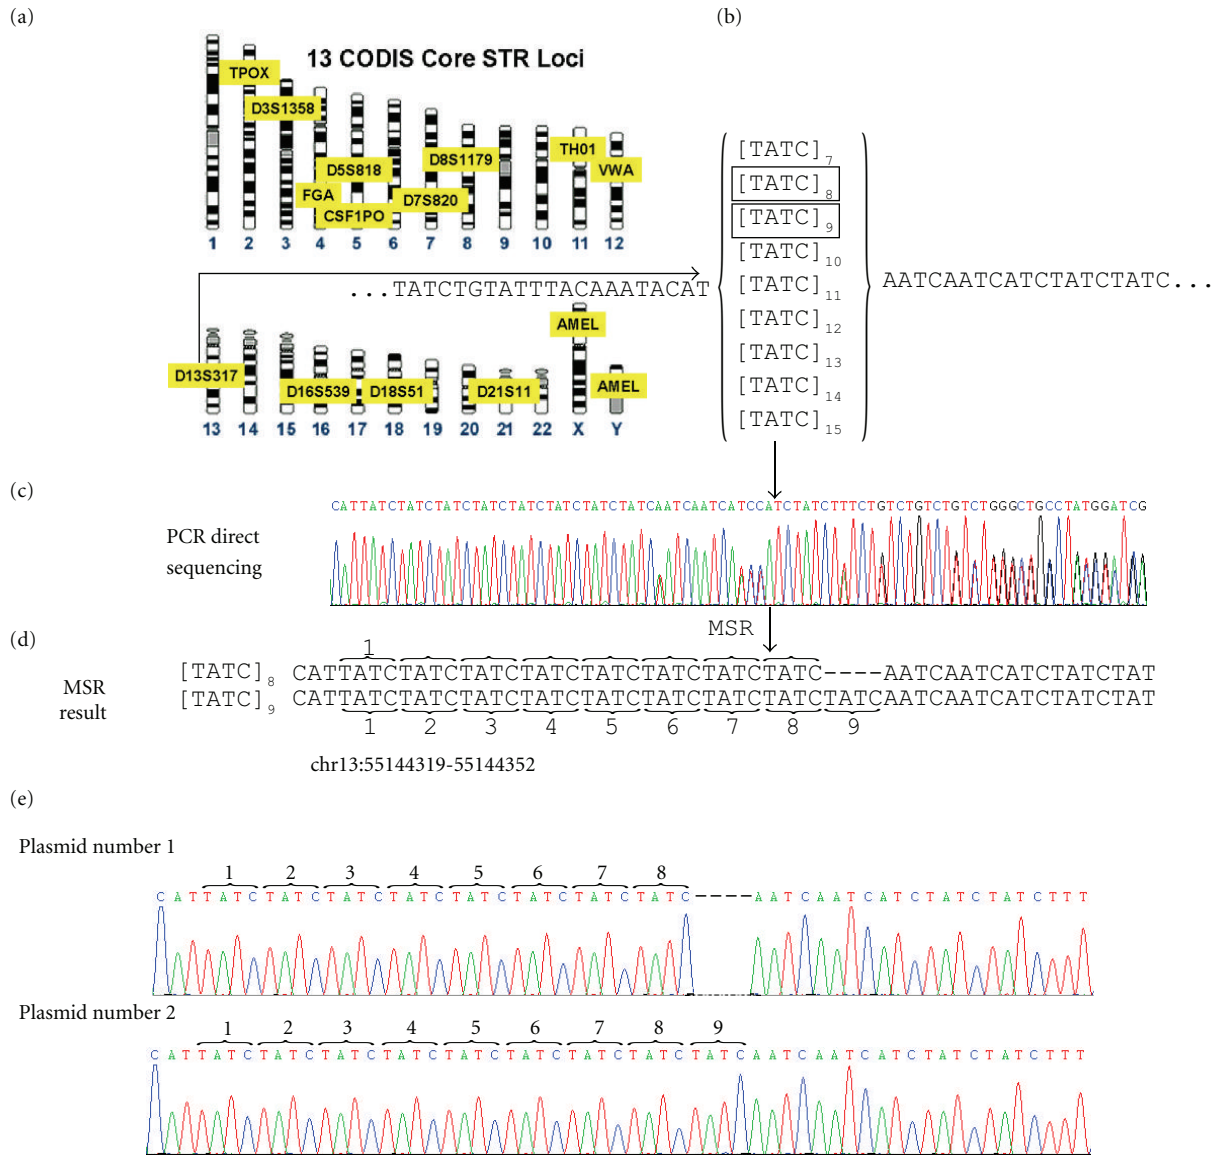 (a)
(b)
13 CODIS Core STR Loci
TPOX
D3S1358
D5S818
FGA
CSF1PO
D8S1179
D7S820
TH01
VWA
1 2 3 4 5 6 7 8 9 10 11 12
...TATCTGTATTTACAAATACAT
[TATC]7
[TATC]8
[TATC]9
[TATC]10
[TATC]11
[TATC]12
[TATC]13
[TATC]14
[TATC]15
AATCAATCATCTATCTATC...
AMEL
D13S317
D16S539
D18S51
D21S11
AMEL
13 14 15 16 17 18 19 20 21 22 X Y
(c)
CATTATCTATCTATCTATCTATCTATCTATCTATCAATCAATCATCCATCTATCTTTCTGTCTGTCTGTCTGGGCTGCCTATGGATCG
PCR direct
sequencing
MSR
(d)
1
[TATC]8 CATTATCTATCTATCTATCTATCTATCTATCTATC----AATCAATCATCTATCTAT
MSR
result
[TATC]9 CATTATCTATCTATCTATCTATCTATCTATCTATCTATCAATCAATCATCTATCTAT
1 2 3 4 5 6 7 8 9
chr13:55144319-55144352
(e)
Plasmid number 1
1 2 3 4 5 6 7 8
CATTATCTATCTATCTATCTATCTATCTATCTATC----AATCAATCATCTATCTATCTTT
Plasmid number 2
1 2 3 4 5 6 7 8 9
CATTATCTATCTATCTATCTATCTATCTATCTATCTATCAATCAATCATCTATCTATCTTT